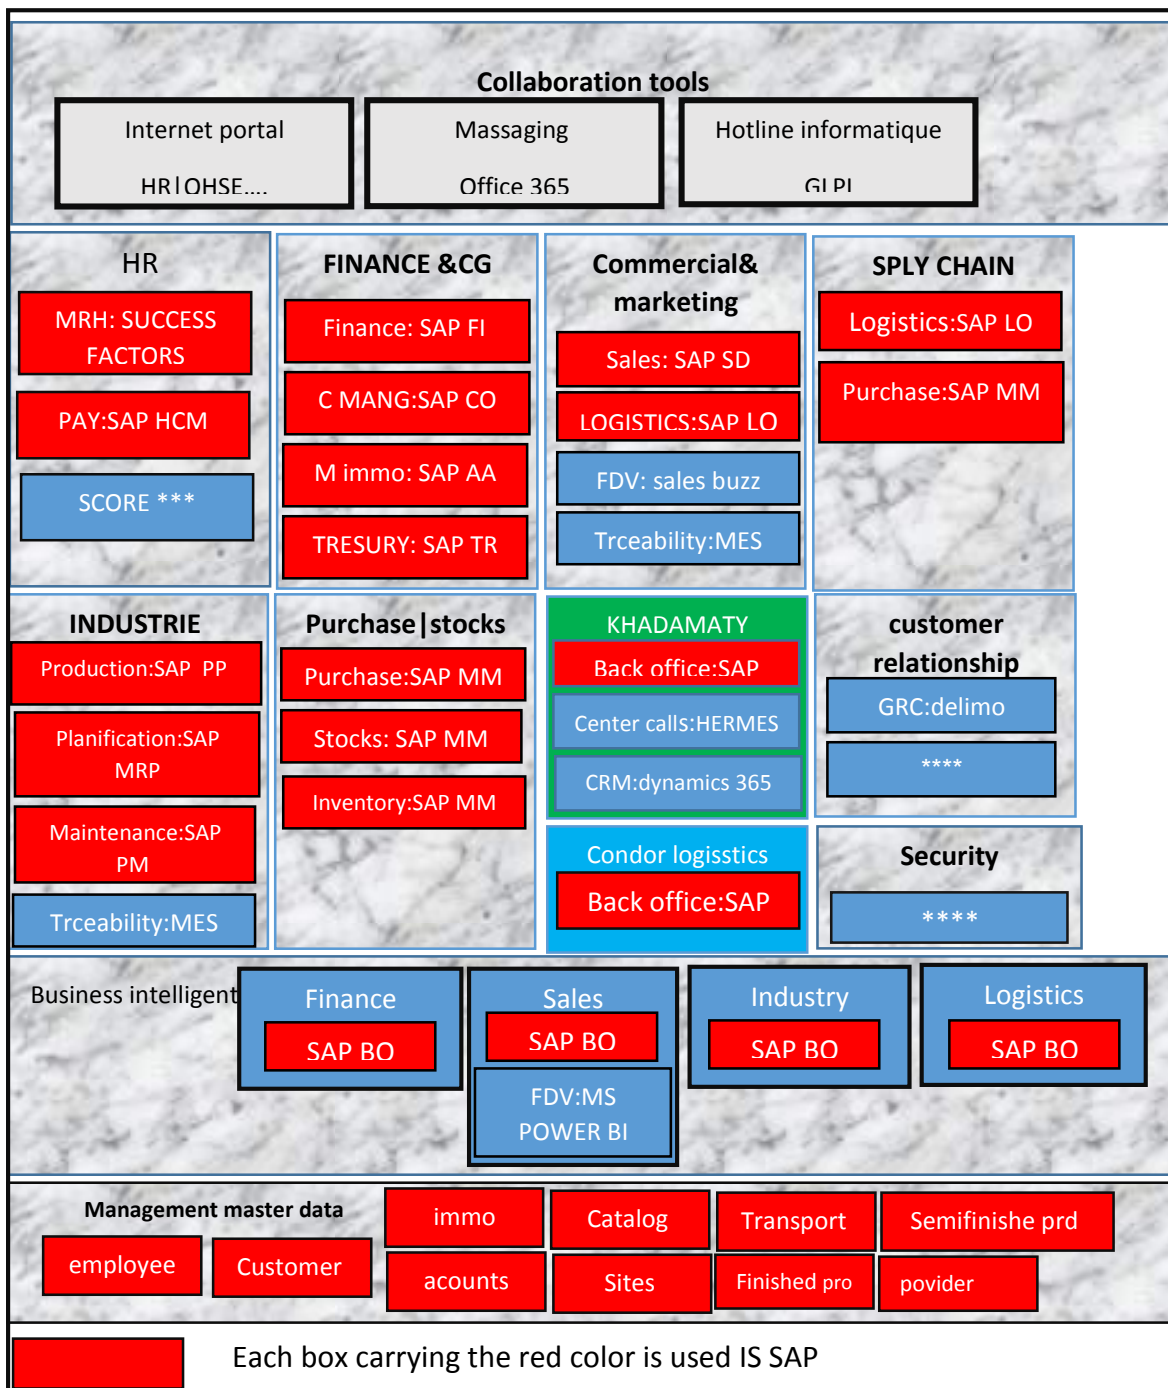 Collaboration tools
Internet portal
HR|OHSE....
Massaging
Office 365
Hotline informatique
GLPI
HR
MRH: SUCCESS
FACTORS
PAY:SAP HCM
SCORE ***
FINANCE &CG
Finance: SAP FI
C MANG:SAP CO
M immo: SAP AA
TRESURY: SAP TR
Commercial&
marketing
Sales: SAP SD
LOGISTICS:SAP LO
FDV: sales buzz
Trceability:MES
SPLY CHAIN
Logistics:SAP LO
Purchase:SAP MM
INDUSTRIE
Production:SAP PP
Planification:SAP
MRP
Maintenance:SAP
PM
Trceability:MES
Purchase|stocks
Purchase:SAP MM
Stocks: SAP MM
Inventory:SAP MM
KHADAMATY
Back office:SAP
Center calls:HERMES
CRM:dynamics 365
Condor logisstics
Back office:SAP
customer
relationship
GRC:delimo
****
Security
****
Business intelligent
Finance
SAP BO
Sales
SAP BO
FDV:MS
POWER BI
Industry
SAP BO
Logistics
SAP BO
Management master data
employee
Customer
immo
acounts
Catalog
Sites
Transport
Finished pro
Semifinishe prd
povider
Each box carrying the red color is used IS SAP